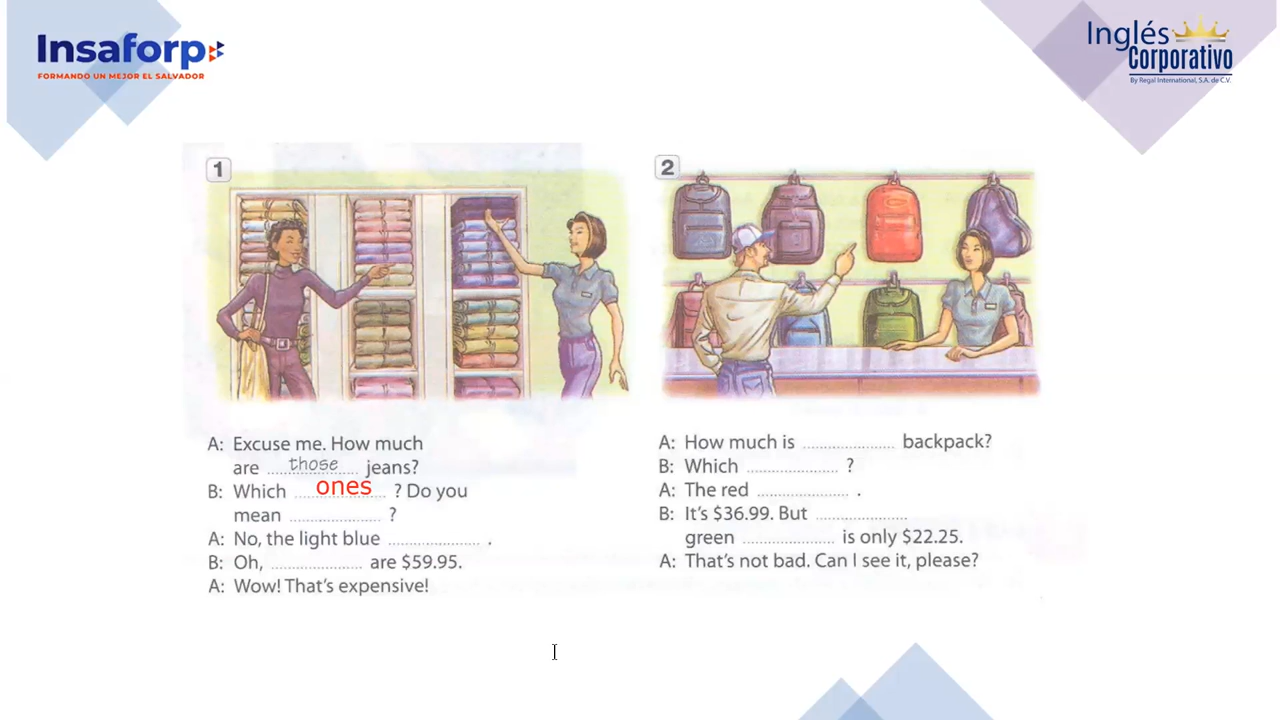 Insaforp
FORMANDO UN MEJOR EL SALVADOR
Inglés
Corporativo
By Regal International, S.A. de C.V.
1
A: Excuse me. How much
are ...those... jeans?
B: Which ...ones... ? Do you
mean .................... ?
A: No, the light blue .................... .
B: Oh, .................... are $59.95.
A: Wow! That's expensive!
2
A: How much is .................... backpack?
B: Which .................... ?
A: The red .................... .
B: It's $36.99. But ....................
green .................... is only $22.25.
A: That's not bad. Can I see it, please?